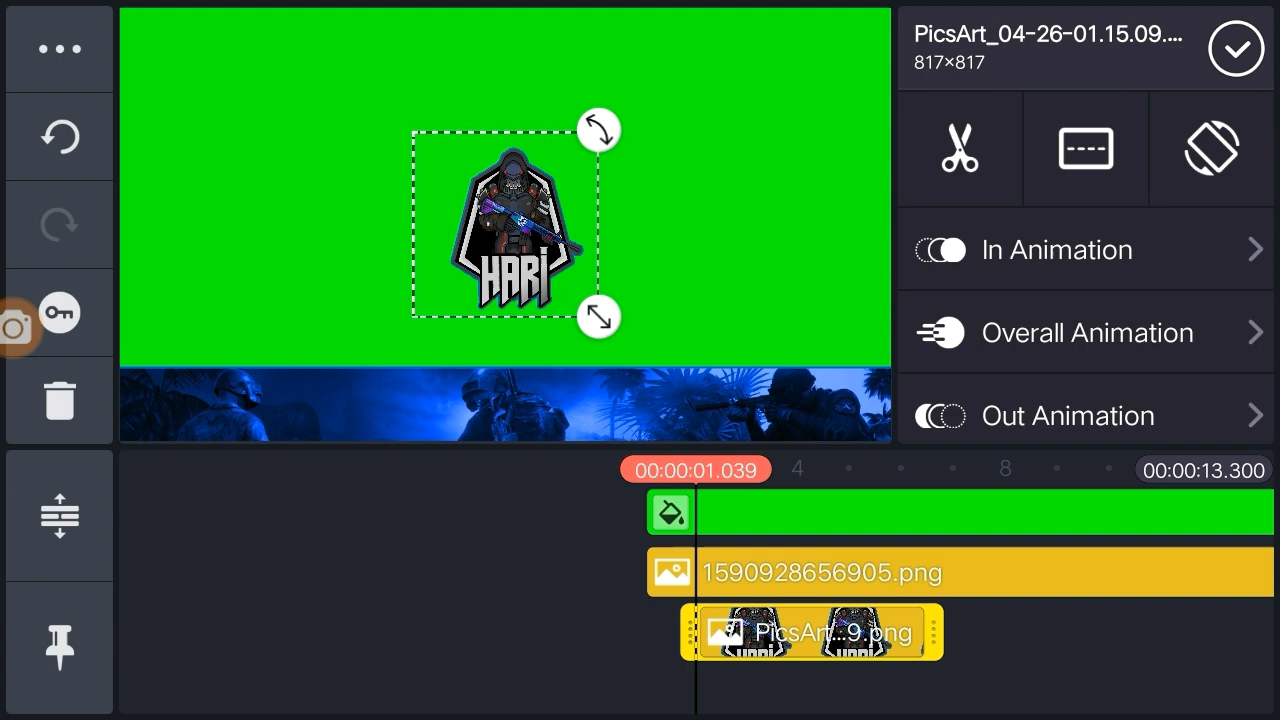 PicsArt_04-26-01.15.09....
817×817
In Animation
Overall Animation
Out Animation
HARI
00:00:01.039
4
8
00:00:13.300
1590928656905.png
PicsArt...9.png